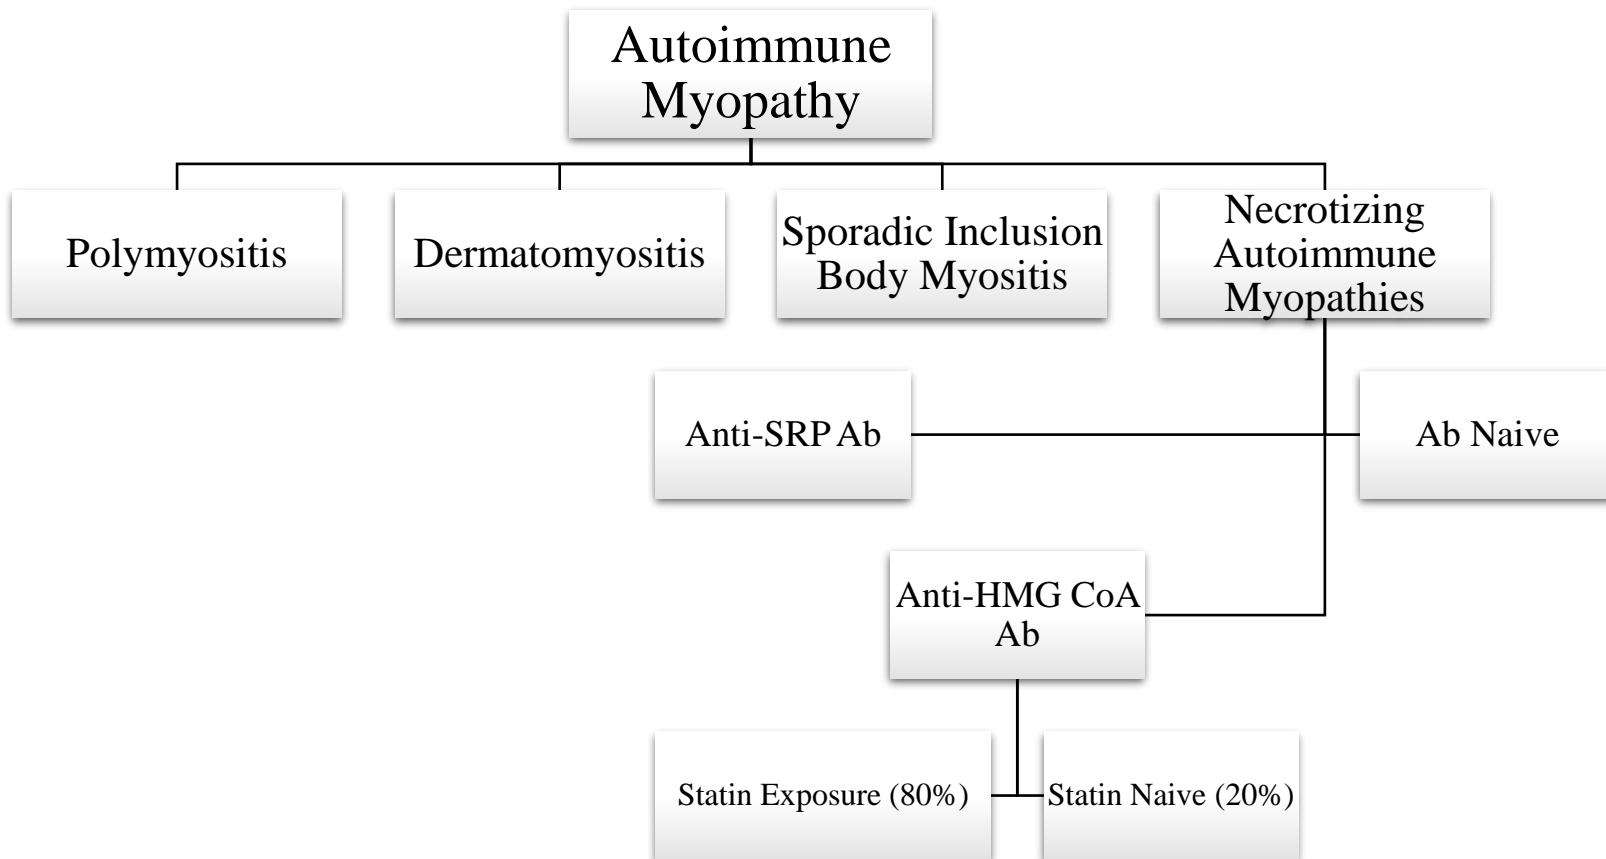 Autoimmune
Myopathy
Polymyositis
Dermatomyositis
Sporadic Inclusion
Body Myositis
Necrotizing
Autoimmune
Myopathies
Anti-SRP Ab
Ab Naive
Anti-HMG CoA
Ab
Statin Exposure (80%)
Statin Naive (20%)